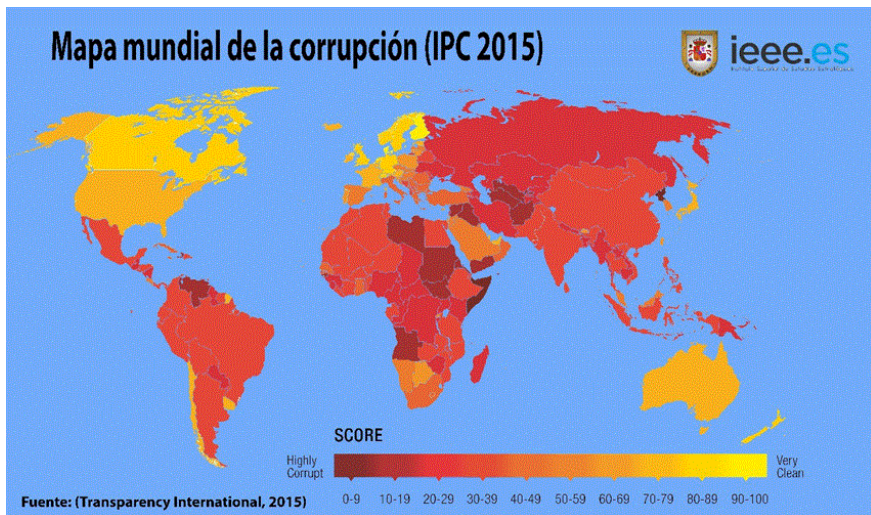 Mapa mundial de la corrupción (IPC 2015)
ieee.es
SCORE
Highly
Corrupt
Very
Clean
0-9 10-19 20-29 30-39 40-49 50-59 60-69 70-79 80-89 90-100
Fuente: (Transparency International, 2015)